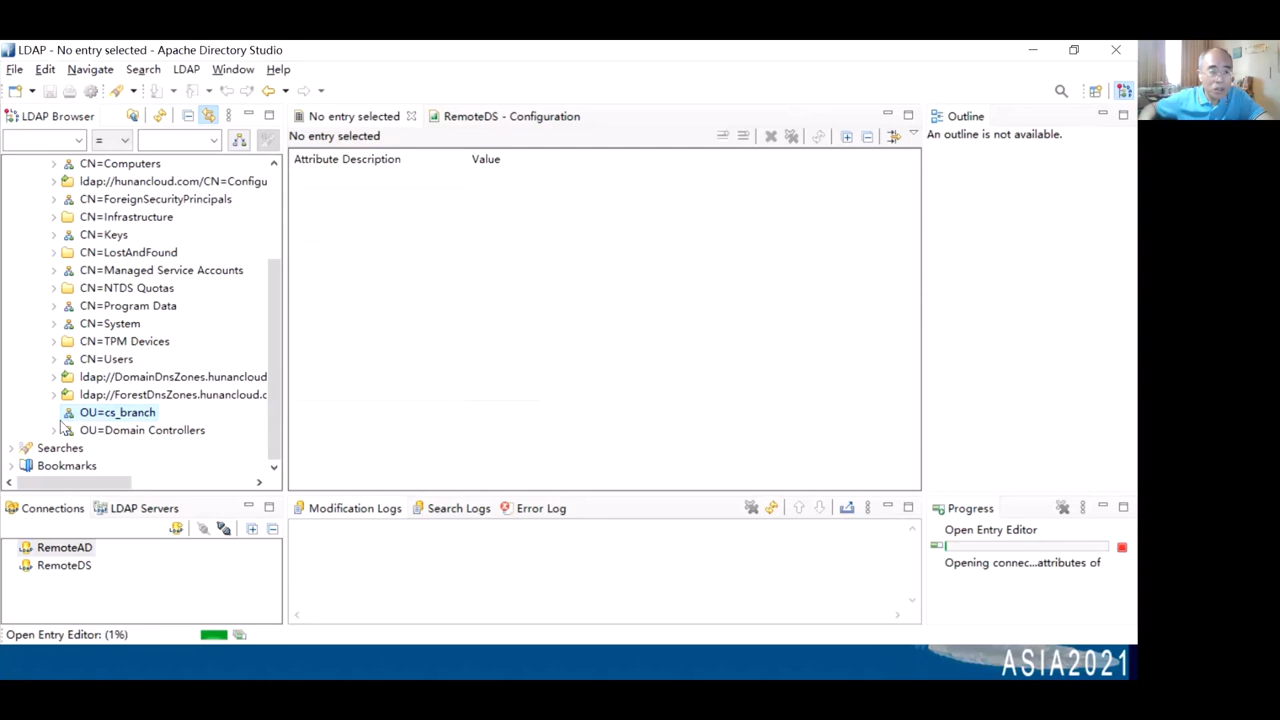 LDAP - No entry selected - Apache Directory Studio
File Edit Navigate Search LDAP Window Help
LDAP Browser
No entry selected
RemoteDS - Configuration
Outline
=
No entry selected
An outline is not available.
Attribute Description Value
CN=Computers
ldap://hunancloud.com/CN=Configu
CN=ForeignSecurityPrincipals
CN=Infrastructure
CN=Keys
CN=LostAndFound
CN=Managed Service Accounts
CN=NTDS Quotas
CN=Program Data
CN=System
CN=TPM Devices
CN=Users
ldap://DomainDnsZones.hunancloud
ldap://ForestDnsZones.hunancloud.c
OU=cs_branch
OU=Domain Controllers
Searches
Bookmarks
Connections LDAP Servers
Modification Logs Search Logs Error Log
Progress
RemoteAD
RemoteDS
Open Entry Editor
Opening connec...attributes of
Open Entry Editor: (1%)
ASIA2021